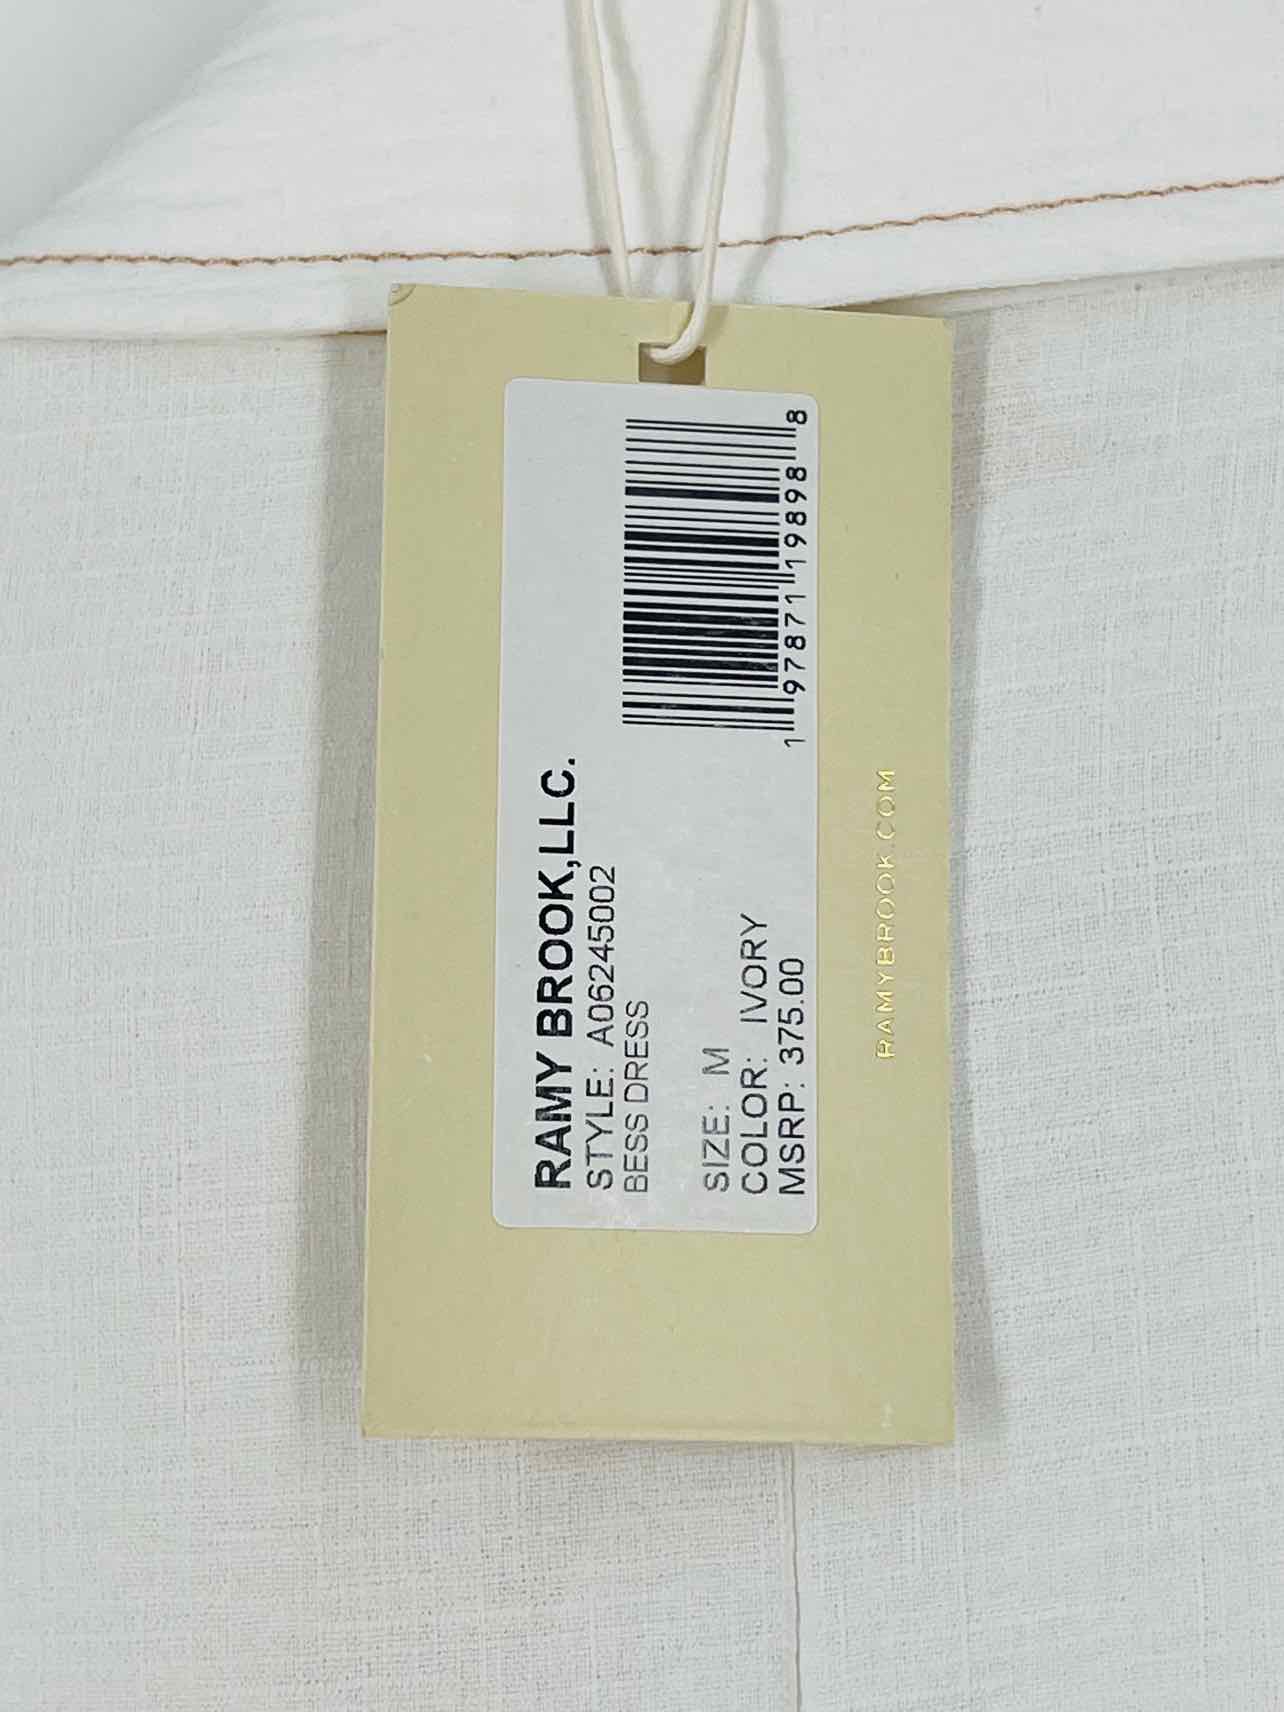 RAMY BROOK,LLC.
STYLE: A06245002
BESS DRESS
SIZE: M
COLOR: IVORY
MSRP: 375.00
1 97871 19898 8
RAMYBROOK.COM